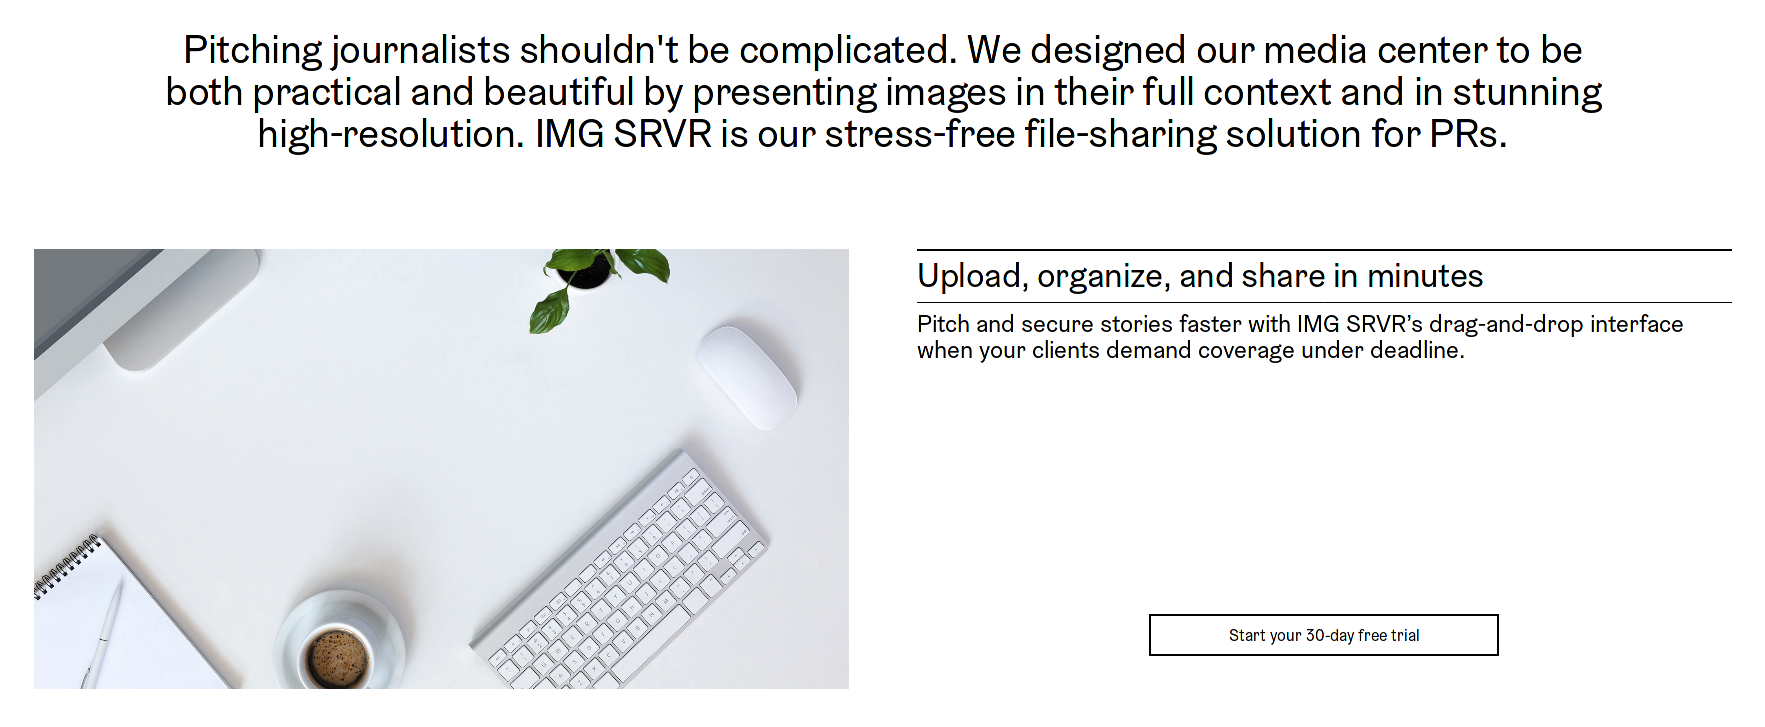 Pitching journalists shouldn't be complicated. We designed our media center to be
both practical and beautiful by presenting images in their full context and in stunning
high-resolution. IMG SRVR is our stress-free file-sharing solution for PRs.
Upload, organize, and share in minutes
Pitch and secure stories faster with IMG SRVR’s drag-and-drop interface
when your clients demand coverage under deadline.
Start your 30-day free trial